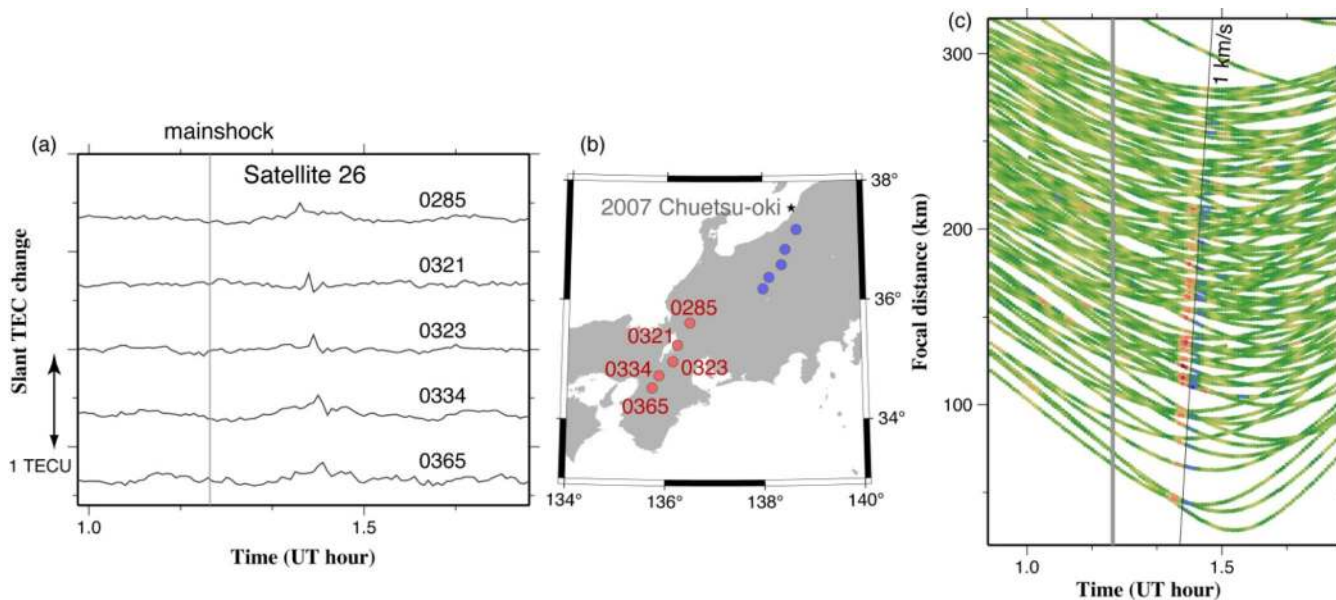 (a)
mainshock
Satellite 26
0285
0321
0323
0334
0365
Slant TEC change
1 TECU
1.0
1.5
Time (UT hour)
(b)
2007 Chuetsu-oki
0285
0321
0323
0334
0365
38°
36°
34°
134°
136°
138°
140°
(c)
1 km/s
Focal distance (km)
300
200
100
1.0
1.5
Time (UT hour)